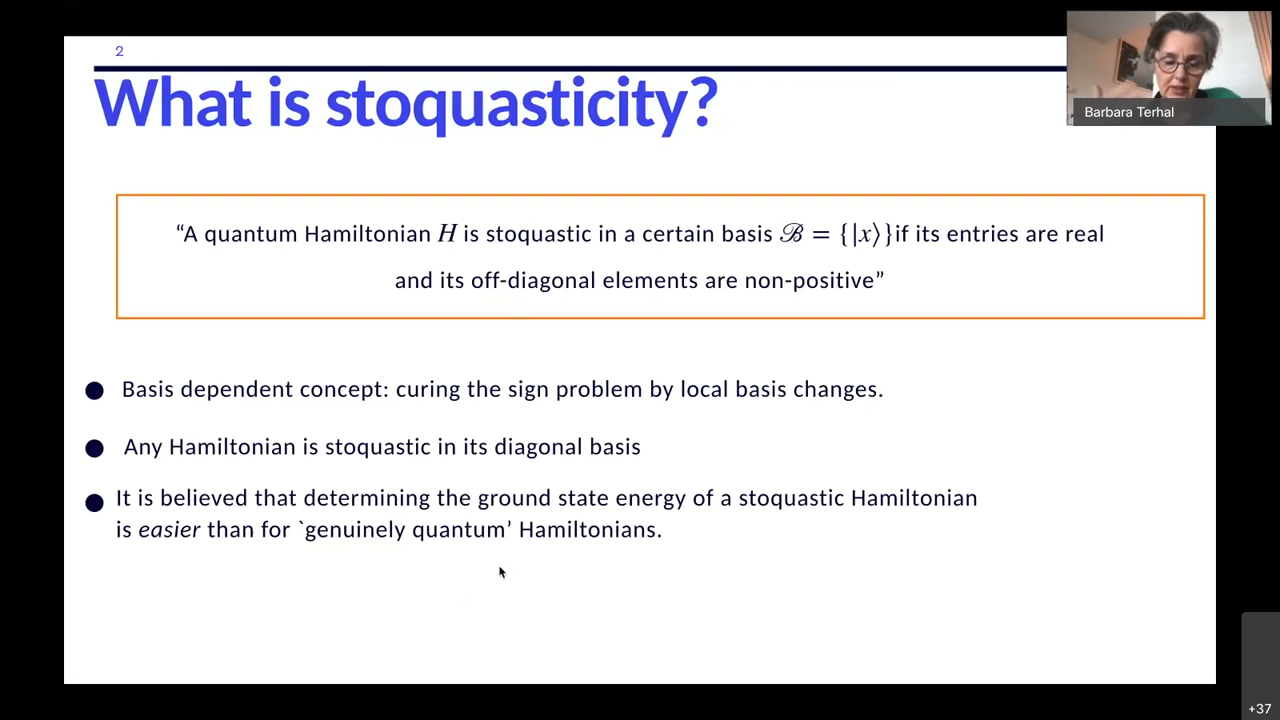 2
What is stoquasticity?
Barbara Terhal
“A quantum Hamiltonian H is stoquastic in a certain basis ℬ = {|x⟩}if its entries are real
and its off-diagonal elements are non-positive”
● Basis dependent concept: curing the sign problem by local basis changes.
● Any Hamiltonian is stoquastic in its diagonal basis
● It is believed that determining the ground state energy of a stoquastic Hamiltonian
is easier than for `genuinely quantum’ Hamiltonians.
+37